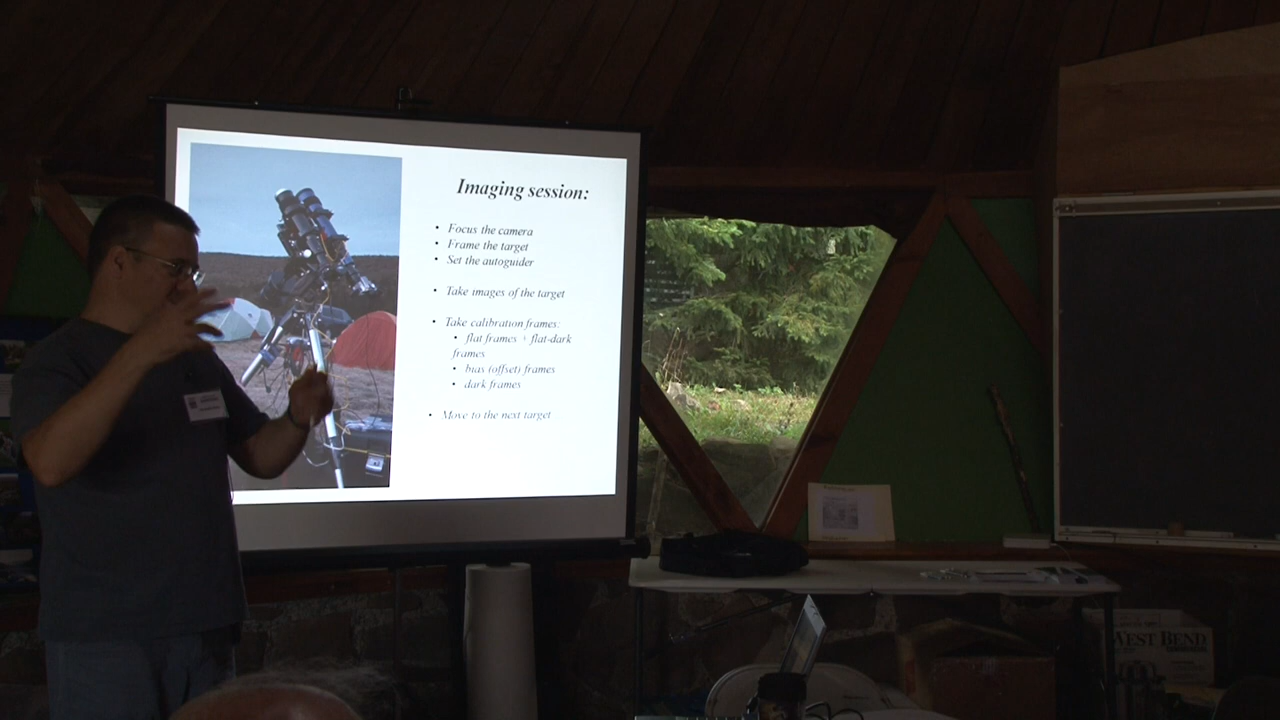 Imaging session:
• Focus the camera
• Frame the target
• Set the autoguider
• Take images of the target
• Take calibration frames:
• flat frames + flat-dark
frames
• bias (offset) frames
• dark frames
• Move to the next target
WEST BEND